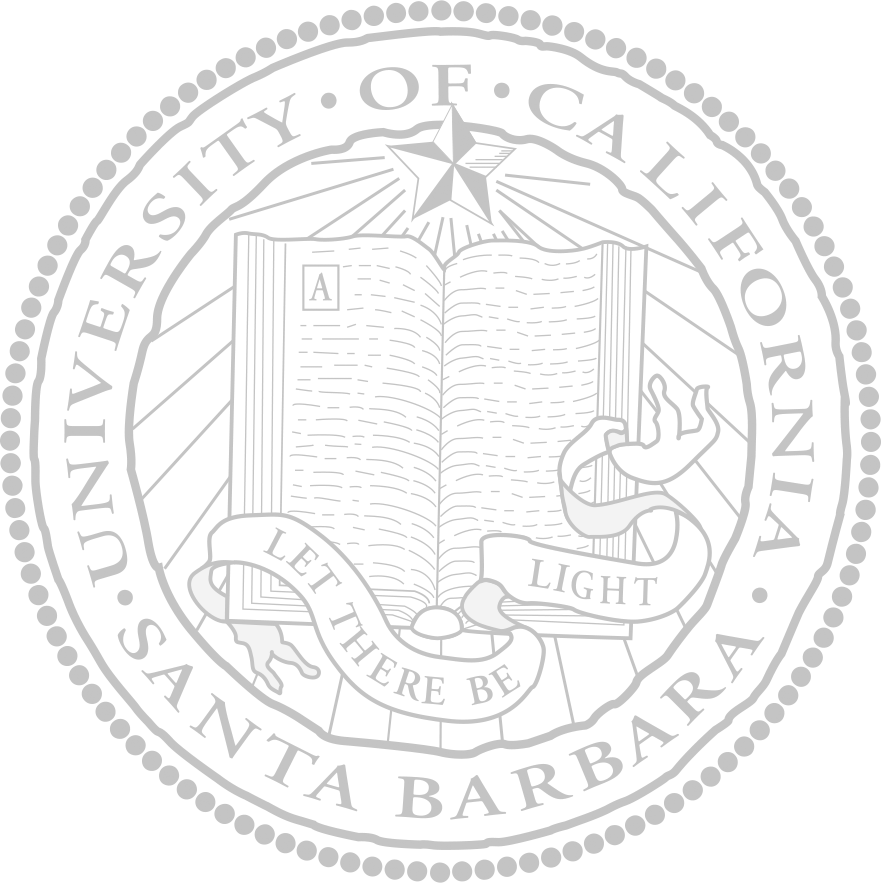 UNIVERSITY · OF · CALIFORNIA
· SANTA BARBARA ·
A
LET THERE BE
LIGHT